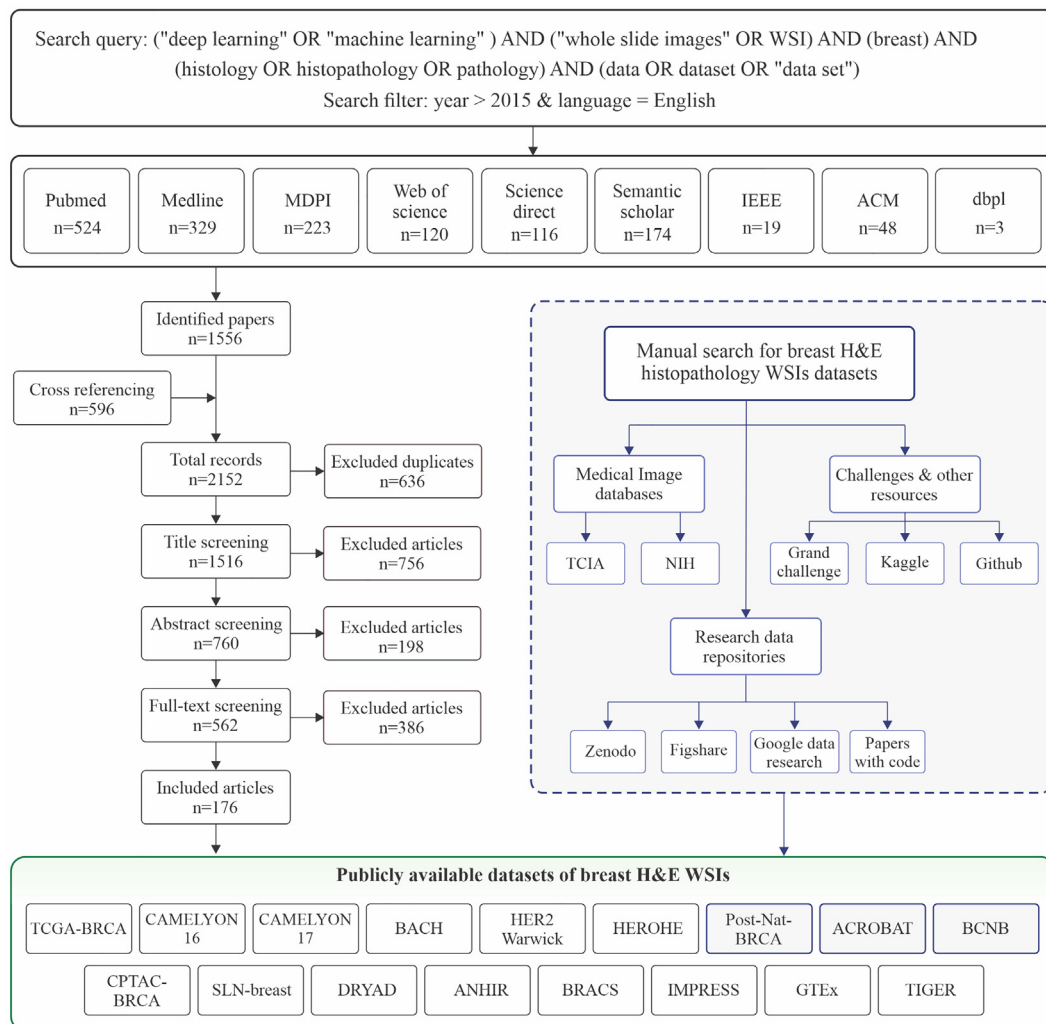 Search query: ("deep learning" OR "machine learning" ) AND ("whole slide images" OR WSI) AND (breast) AND
(histology OR histopathology OR pathology) AND (data OR dataset OR "data set")
Search filter: year > 2015 & language = English
Pubmed
n=524
Medline
n=329
MDPI
n=223
Web of
science
n=120
Science
direct
n=116
Semantic
scholar
n=174
IEEE
n=19
ACM
n=48
dbpl
n=3
Identified papers
n=1556
Cross referencing
n=596
Total records
n=2152
Excluded duplicates
n=636
Title screening
n=1516
Excluded articles
n=756
Abstract screening
n=760
Excluded articles
n=198
Full-text screening
n=562
Excluded articles
n=386
Included articles
n=176
Manual search for breast H&E
histopathology WSIs datasets
Medical Image
databases
Challenges & other
resources
TCIA
NIH
Grand
challenge
Kaggle
Github
Research data
repositories
Zenodo
Figshare
Google data
research
Papers
with code
Publicly available datasets of breast H&E WSIs
TCGA-BRCA
CAMELYON
16
CAMELYON
17
BACH
HER2
Warwick
HEROHE
Post-Nat-
BRCA
ACROBAT
BCNB
CPTAC-
BRCA
SLN-breast
DRYAD
ANHIR
BRACS
IMPRESS
GTEx
TIGER